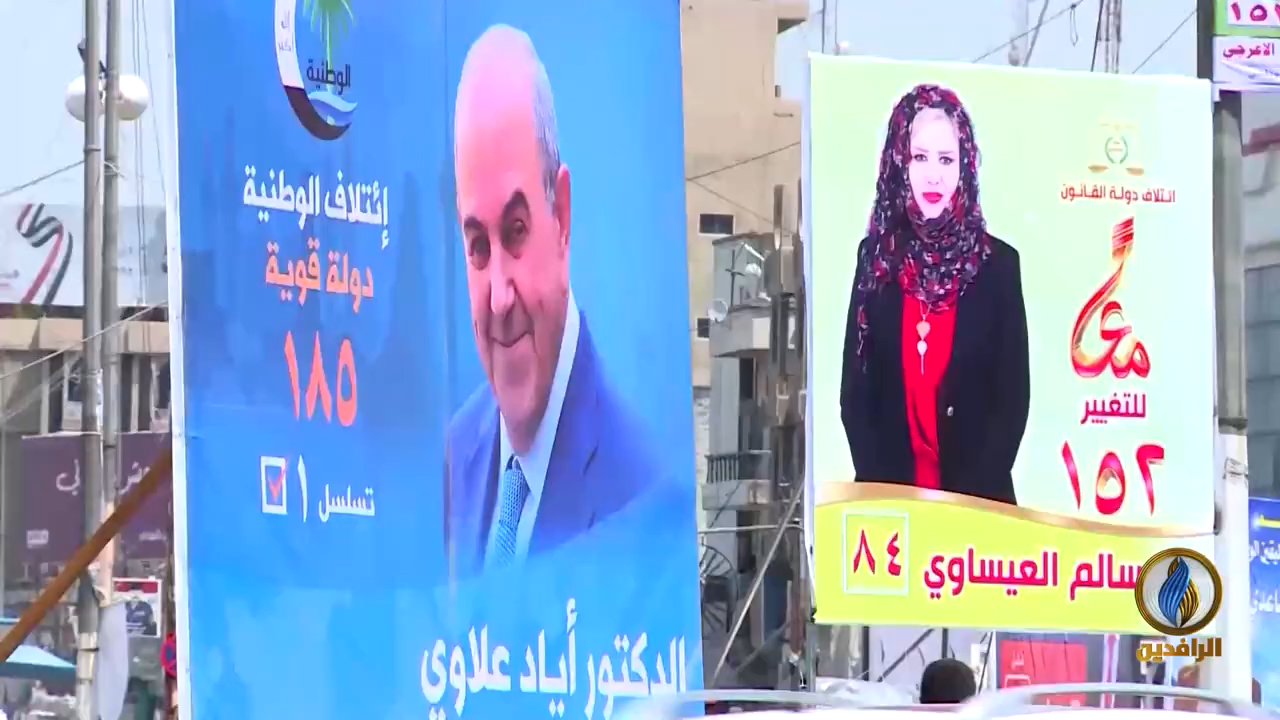 الوطنية
إئتلاف الوطنية
دولة قوية
١٨٥
تسلسل ١
الدكتور أياد علاوي
ائتلاف دولة القانون
معاً
للتغيير
١٥٢
٨٤
سالم العيساوي
الاعرجي
الرافدين